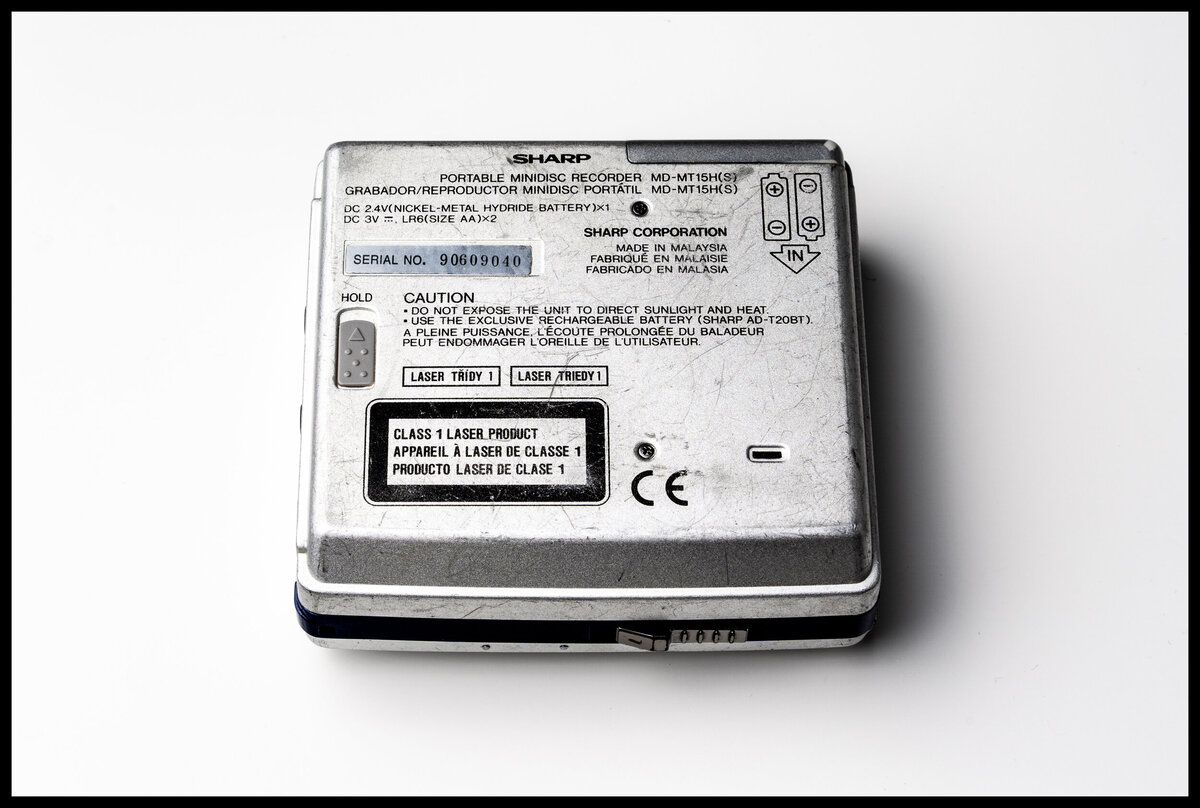 SHARP
PORTABLE MINIDISC RECORDER MD-MT15H(S)
GRABADOR/REPRODUCTOR MINIDISC PORTÁTIL MD-MT15H(S)
DC 2.4V(NICKEL-METAL HYDRIDE BATTERY)×1
DC 3V ⎓, LR6(SIZE AA)×2
SHARP CORPORATION
MADE IN MALAYSIA
FABRIQUÉ EN MALAISIE
FABRICADO EN MALASIA
IN
SERIAL NO. 90609040
HOLD
CAUTION
• DO NOT EXPOSE THE UNIT TO DIRECT SUNLIGHT AND HEAT.
• USE THE EXCLUSIVE RECHARGEABLE BATTERY (SHARP AD-T20BT).
A PLEINE PUISSANCE, L'ÉCOUTE PROLONGÉE DU BALADEUR
PEUT ENDOMMAGER L'OREILLE DE L'UTILISATEUR.
LASER TŘÍDY 1
LASER TRIEDY 1
CLASS 1 LASER PRODUCT
APPAREIL À LASER DE CLASSE 1
PRODUCTO LASER DE CLASE 1
CE